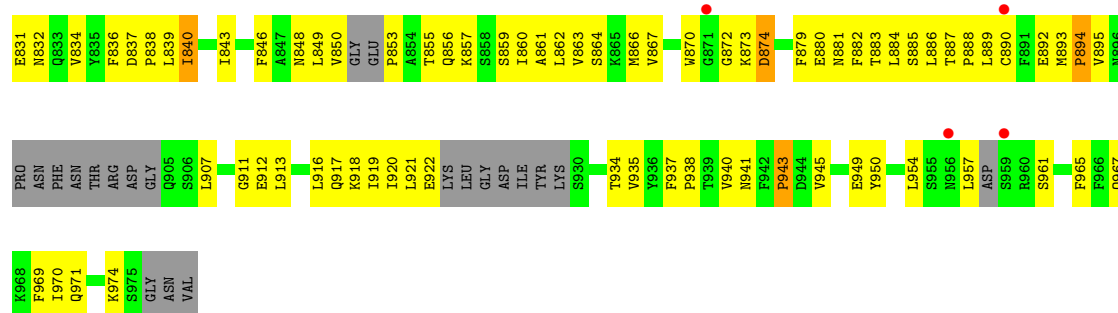 E831 N832 Q833 V834 Y835 F836 D837 P838 L839 I840 I843 F846 A847 N848 L849 V850 GLY GLU P853 A854 T855 Q856 K857 S858 S859 I860 A861 L862 V863 S864 K865 M866 V867 W870 G871 G872 K873 D874 F879 E880 N881 F882 T883 L884 S885 L886 T887 P888 L889 C890 F891 E892 M893 P894 V895 N896
PRO ASN PHE ASN THR ARG ASP GLY Q905 S906 L907 G911 E912 L913 L916 Q917 K918 I919 I920 L921 E922 LYS LEU GLY ASP ILE TYR LYS S930 T934 V935 Y936 F937 P938 T939 V940 N941 F942 P943 D944 V945 E949 Y950 L954 S955 N956 L957 ASP S959 R960 S961 F965 F966 Q967
K968 F969 I970 Q971 K974 S975 GLY ASN VAL